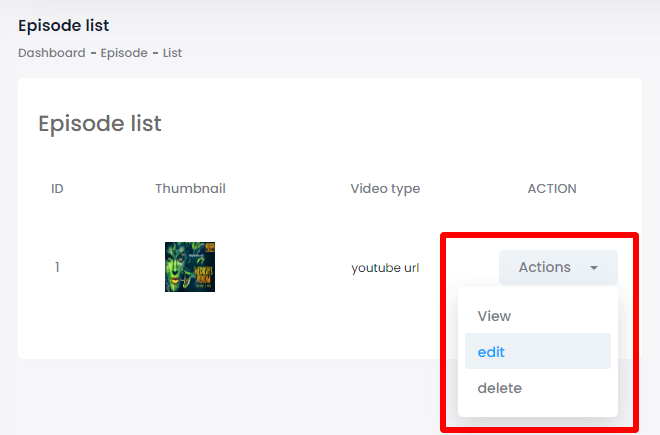 Episode list
Dashboard - Episode - List
Episode list
ID Thumbnail Video type ACTION
1 youtube url Actions
View
edit
delete